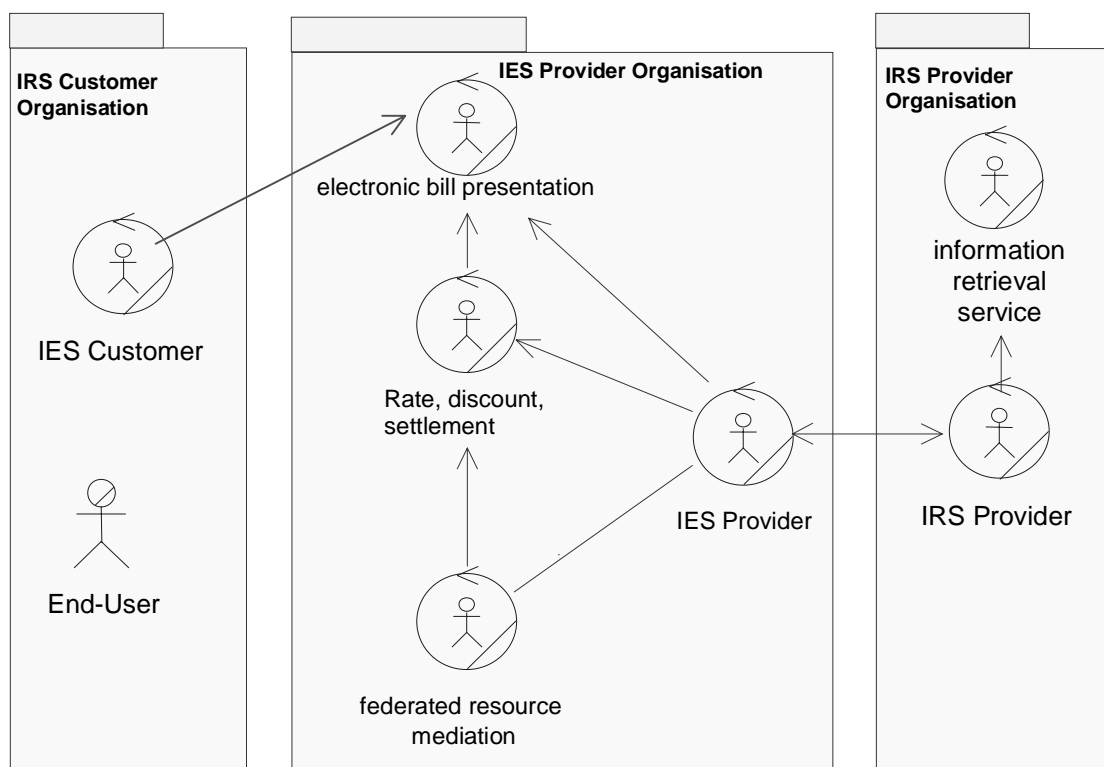 IRS Customer
Organisation
IES Customer
End-User
IES Provider Organisation
electronic bill presentation
Rate, discount,
settlement
IES Provider
federated resource
mediation
IRS Provider
Organisation
information
retrieval
service
IRS Provider